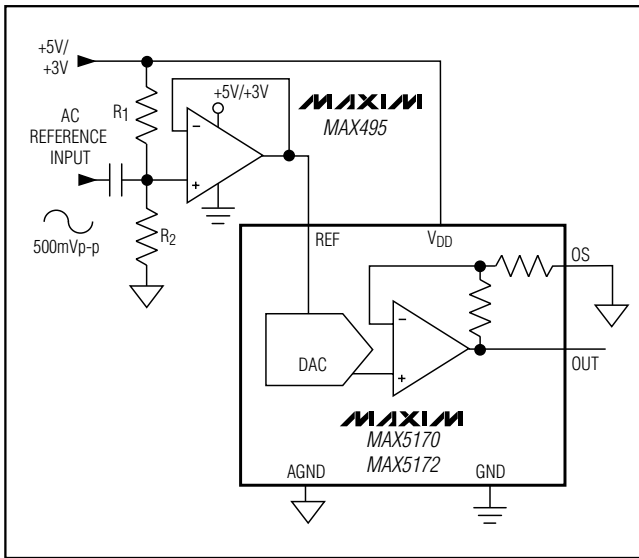 +5V/
+3V
R1
+5V/+3V
MAXIM
MAX495
AC
REFERENCE
INPUT
−
+
R2
500mVp-p
REF
VDD
OS
−
DAC
+
OUT
MAXIM
MAX5170
MAX5172
AGND
GND